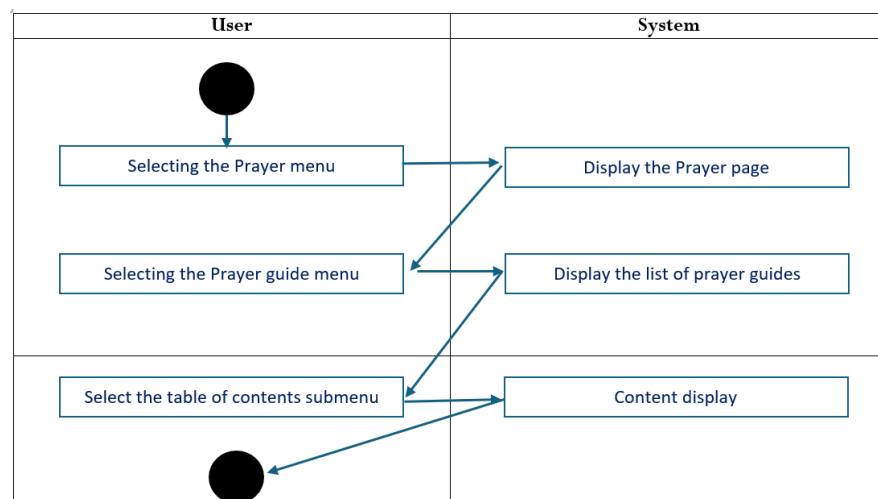 User
System
Selecting the Prayer menu
Display the Prayer page
Selecting the Prayer guide menu
Display the list of prayer guides
Select the table of contents submenu
Content display